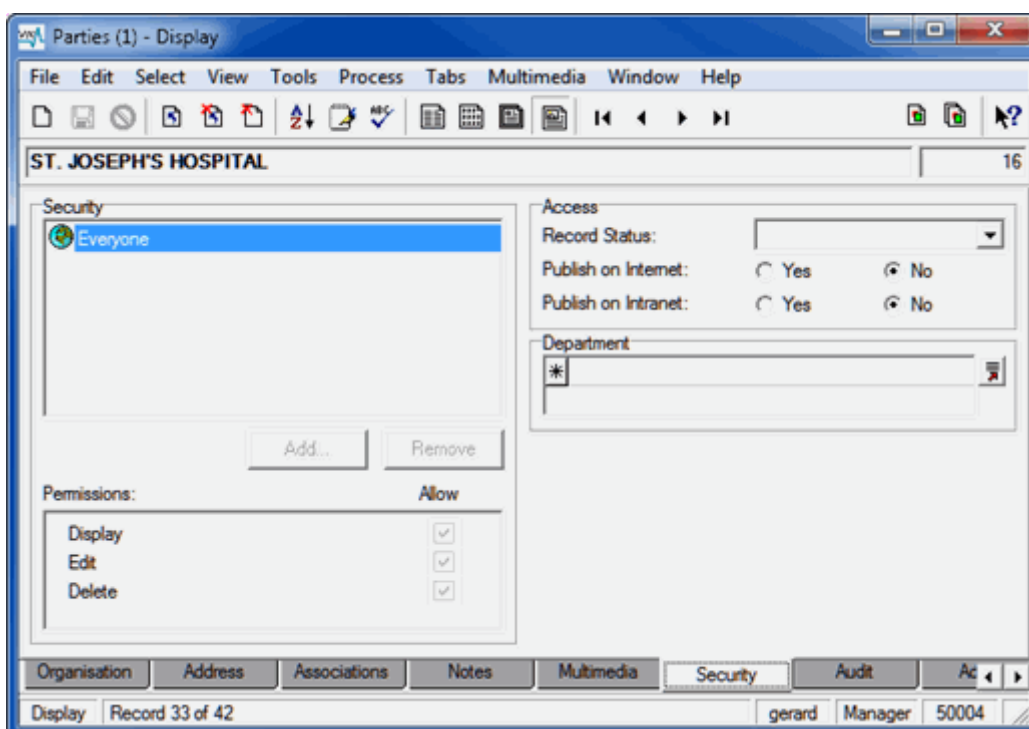 Parties (1) - Display
File Edit Select View Tools Process Tabs Multimedia Window Help
ST. JOSEPH'S HOSPITAL 16
Security
Everyone
Add... Remove
Permissions: Allow
Display
Edit
Delete
Access
Record Status:
Publish on Internet: Yes No
Publish on Intranet: Yes No
Department
Organisation Address Associations Notes Multimedia Security Audit Ac
Display Record 33 of 42 gerard Manager 50004